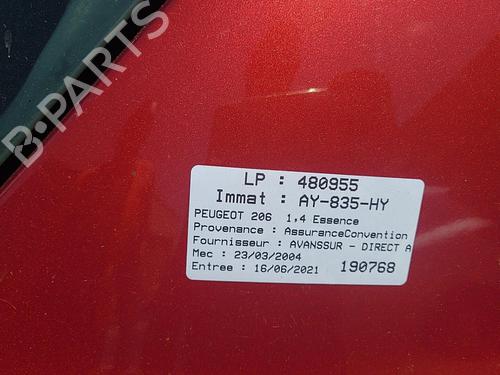 B-PARTS
LP : 480955
Immat : AY-835-HY
PEUGEOT 206 1,4 Essence
Provenance : AssuranceConvention
Fournisseur : AVANSSUR - DIRECT A
Mec : 23/03/2004
Entree : 16/06/2021 190768